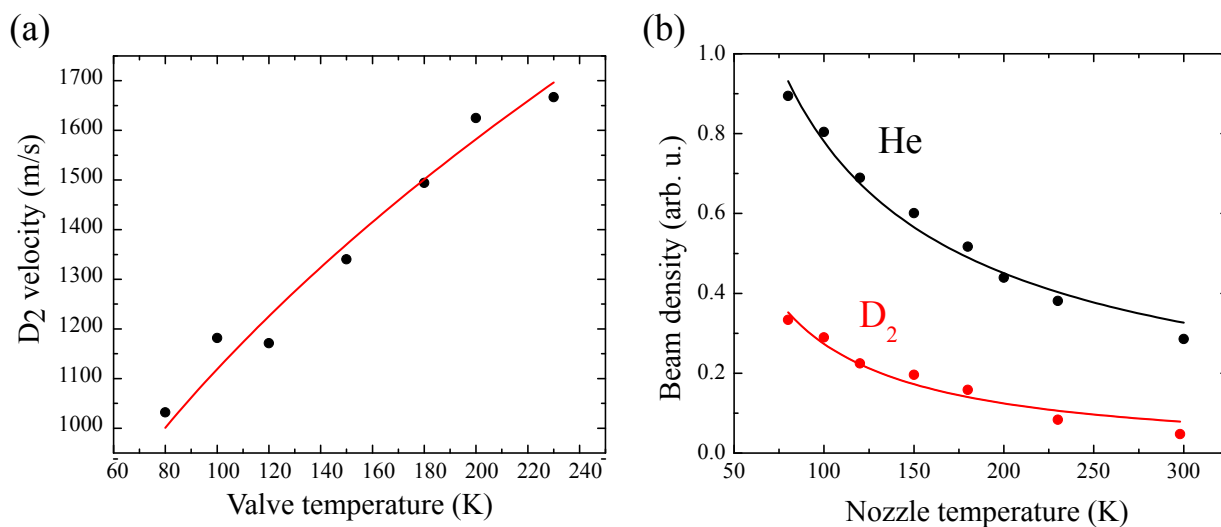 (a)
1700
1600
1500
1400
1300
1200
1100
1000
60 80 100 120 140 160 180 200 220 240
Valve temperature (K)
D2 velocity (m/s)
(b)
1.0
0.8
0.6
0.4
0.2
0.0
He
D2
50 100 150 200 250 300
Nozzle temperature (K)
Beam density (arb. u.)